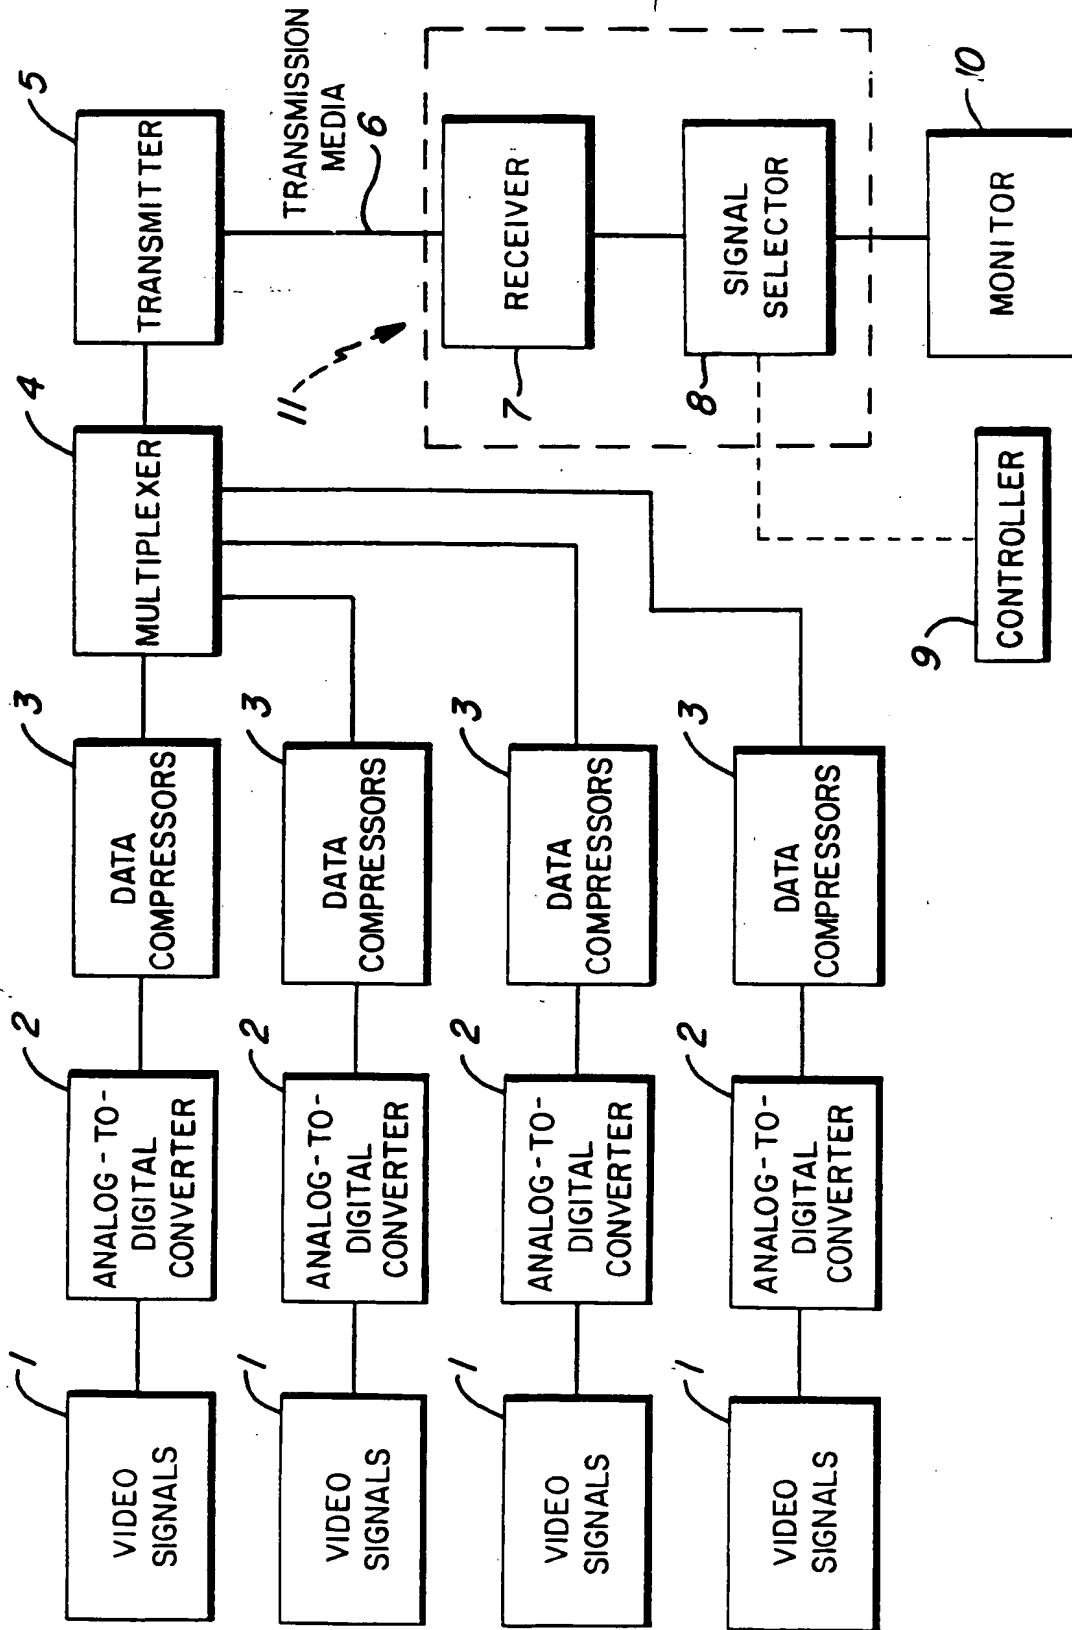 1
VIDEO
SIGNALS
2
ANALOG-TO-
DIGITAL
CONVERTER
3
DATA
COMPRESSORS
4
MULTIPLEXER
5
TRANSMITTER
1
VIDEO
SIGNALS
2
ANALOG-TO-
DIGITAL
CONVERTER
3
DATA
COMPRESSORS
1
VIDEO
SIGNALS
2
ANALOG-TO-
DIGITAL
CONVERTER
3
DATA
COMPRESSORS
1
VIDEO
SIGNALS
2
ANALOG-TO-
DIGITAL
CONVERTER
3
DATA
COMPRESSORS
TRANSMISSION
MEDIA
6
11
7
RECEIVER
8
SIGNAL
SELECTOR
9
CONTROLLER
10
MONITOR